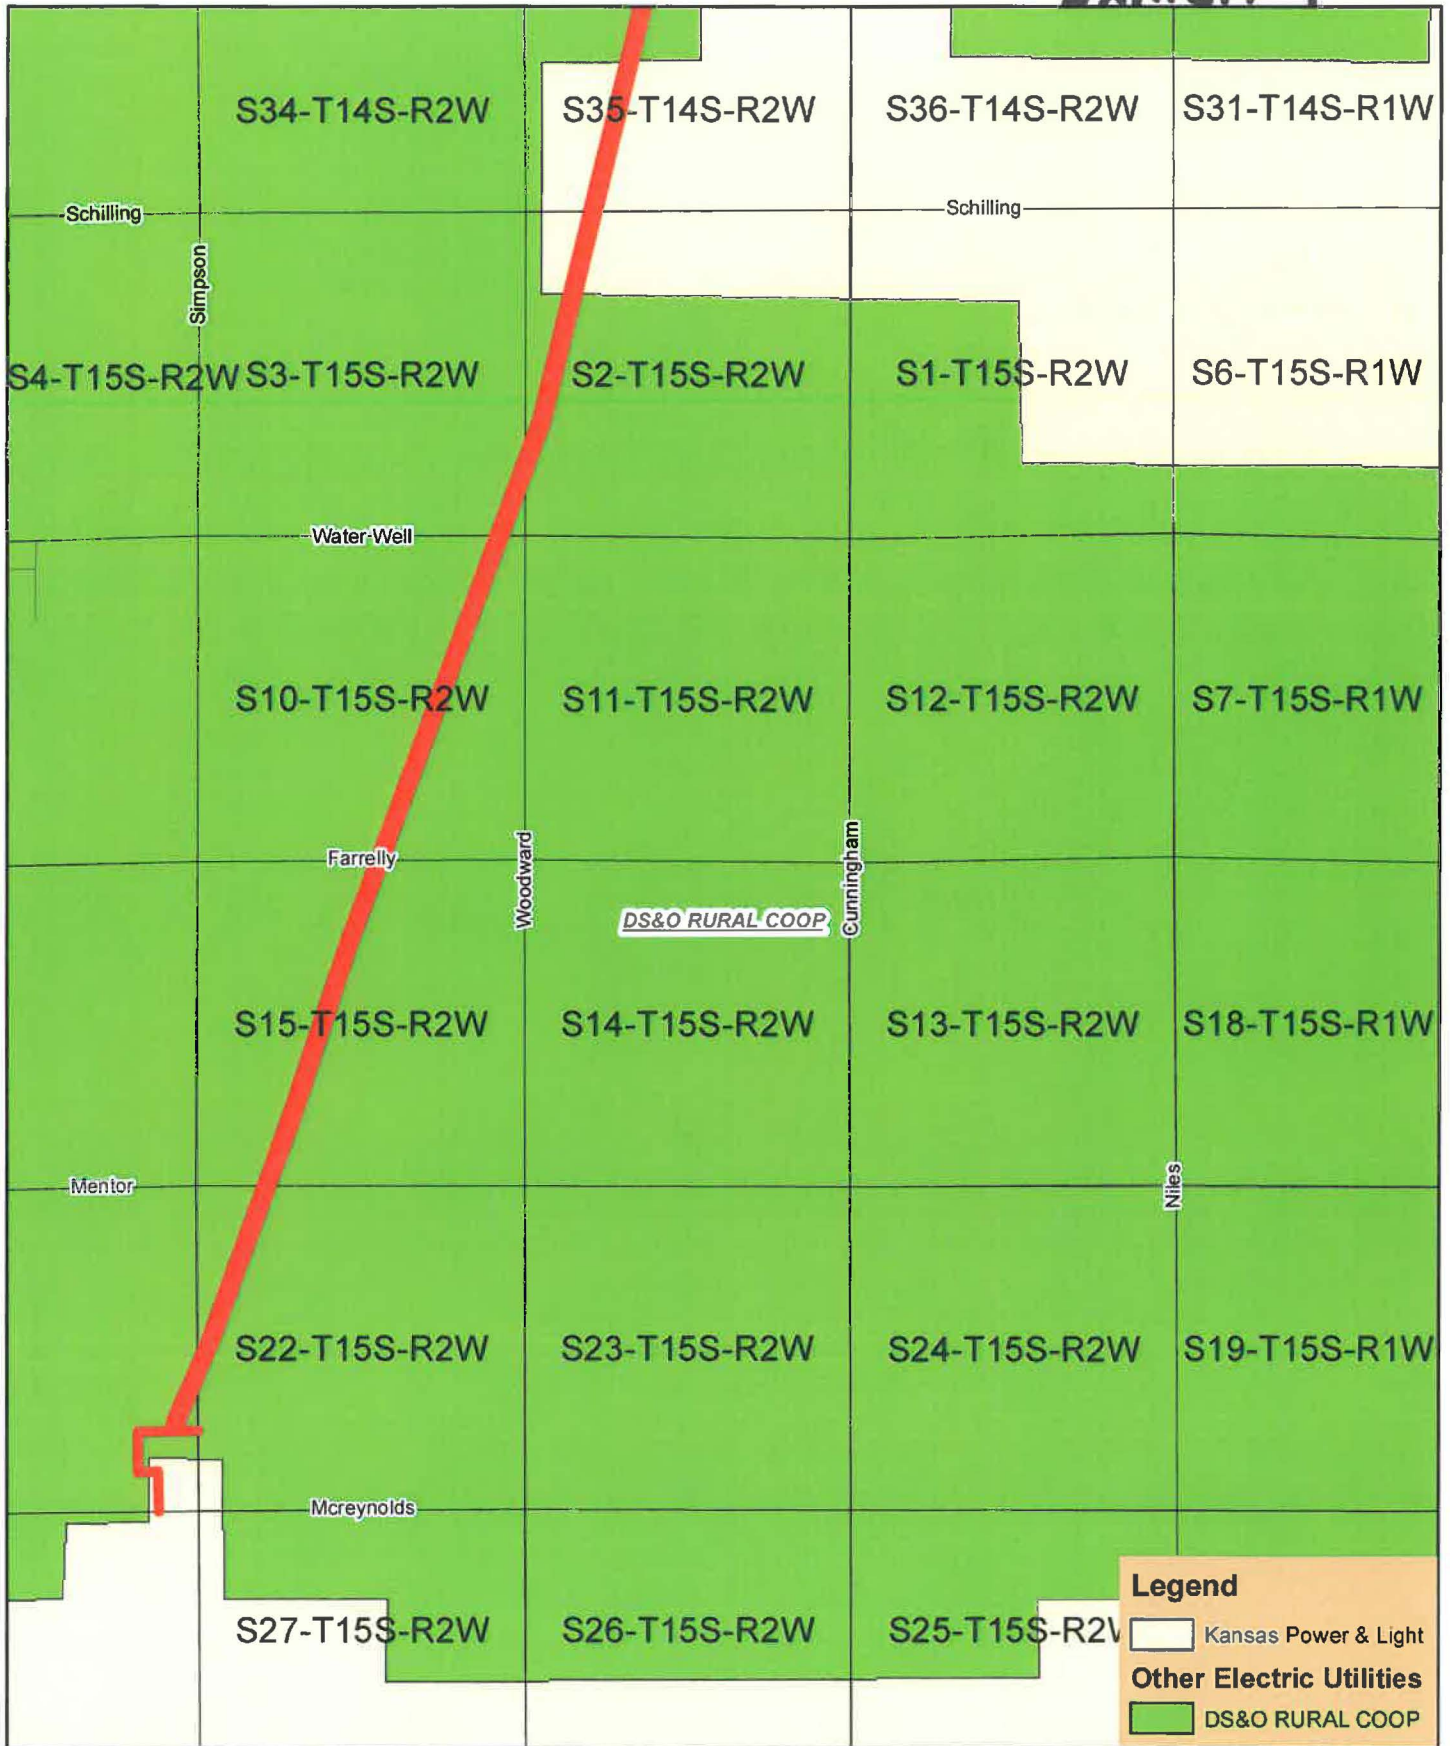 S34-T14S-R2W S35-T14S-R2W S36-T14S-R2W S31-T14S-R1W
Schilling Schilling
Simpson
S4-T15S-R2W S3-T15S-R2W S2-T15S-R2W S1-T15S-R2W S6-T15S-R1W
Water-Well
S10-T15S-R2W S11-T15S-R2W S12-T15S-R2W S7-T15S-R1W
Farrelly
Woodward
Cunningham
DS&O RURAL COOP
S15-T15S-R2W S14-T15S-R2W S13-T15S-R2W S18-T15S-R1W
Mentor
Niles
S22-T15S-R2W S23-T15S-R2W S24-T15S-R2W S19-T15S-R1W
Mcreynolds
S27-T15S-R2W S26-T15S-R2W S25-T15S-R2W
Legend
Kansas Power & Light
Other Electric Utilities
DS&O RURAL COOP